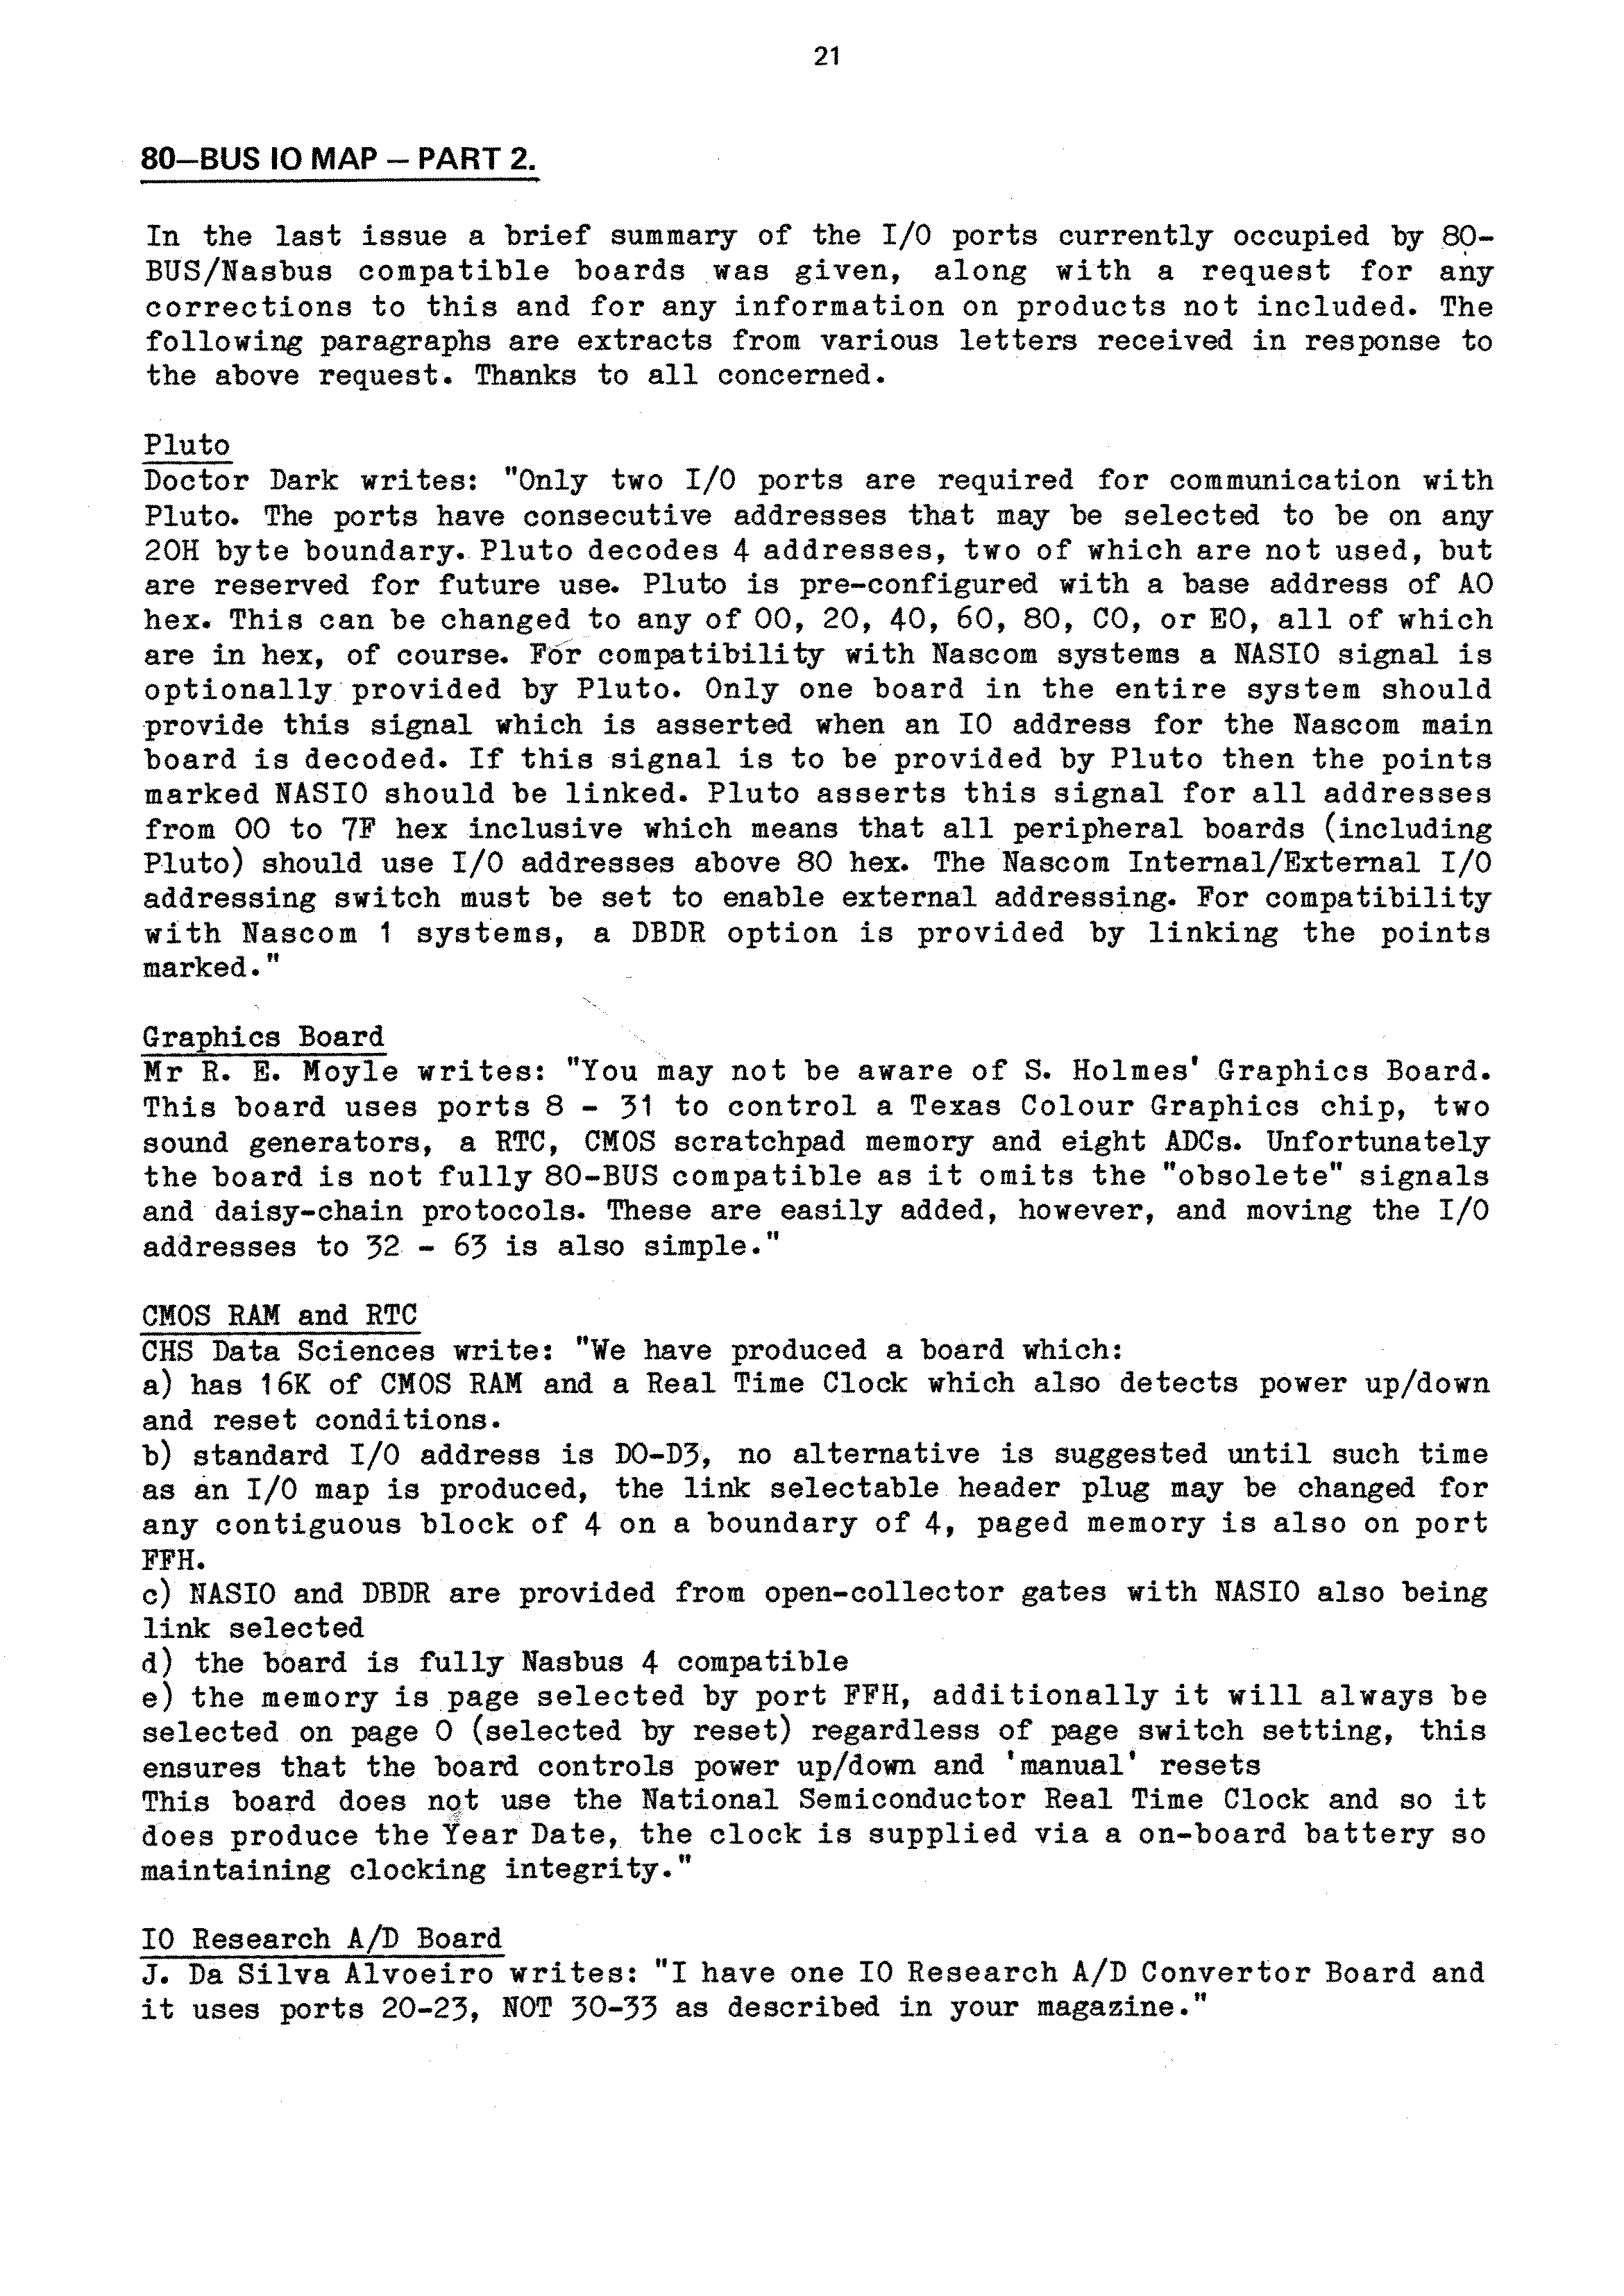 21
80—BUS IO MAP — PART 2.
In the last issue a brief summary of the I/O ports currently occupied by 80-
BUS/Nasbus compatible boards was given, along with a request for any
corrections to this and for any information on products not included. The
following paragraphs are extracts from various letters received in response to
the above request. Thanks to all concerned.
Pluto
Doctor Dark writes: "Only two I/O ports are required for communication with
Pluto. The ports have consecutive addresses that may be selected to be on any
20H byte boundary. Pluto decodes 4 addresses, two of which are not used, but
are reserved for future use. Pluto is pre-configured with a base address of A0
hex. This can be changed to any of 00, 20, 40, 60, 80, C0, or E0, all of which
are in hex, of course. For compatibility with Nascom systems a NASIO signal is
optionally provided by Pluto. Only one board in the entire system should
provide this signal which is asserted when an IO address for the Nascom main
board is decoded. If this signal is to be provided by Pluto then the points
marked NASIO should be linked. Pluto asserts this signal for all addresses
from 00 to 7F hex inclusive which means that all peripheral boards (including
Pluto) should use I/O addresses above 80 hex. The Nascom Internal/External I/O
addressing switch must be set to enable external addressing. For compatibility
with Nascom 1 systems, a DBDR option is provided by linking the points
marked."
Graphics Board
Mr R. E. Moyle writes: "You may not be aware of S. Holmes' Graphics Board.
This board uses ports 8 - 31 to control a Texas Colour Graphics chip, two
sound generators, a RTC, CMOS scratchpad memory and eight ADCs. Unfortunately
the board is not fully 80-BUS compatible as it omits the "obsolete" signals
and daisy-chain protocols. These are easily added, however, and moving the I/O
addresses to 32 - 63 is also simple."
CMOS RAM and RTC
CHS Data Sciences write: "We have produced a board which:
a) has 16K of CMOS RAM and a Real Time Clock which also detects power up/down
and reset conditions.
b) standard I/O address is D0-D3, no alternative is suggested until such time
as an I/O map is produced, the link selectable header plug may be changed for
any contiguous block of 4 on a boundary of 4, paged memory is also on port
FFH.
c) NASIO and DBDR are provided from open-collector gates with NASIO also being
link selected
d) the board is fully Nasbus 4 compatible
e) the memory is page selected by port FFH, additionally it will always be
selected on page 0 (selected by reset) regardless of page switch setting, this
ensures that the board controls power up/down and 'manual' resets
This board does not use the National Semiconductor Real Time Clock and so it
does produce the Year Date, the clock is supplied via a on-board battery so
maintaining clocking integrity."
IO Research A/D Board
J. Da Silva Alvoeiro writes: "I have one IO Research A/D Convertor Board and
it uses ports 20-23, NOT 30-33 as described in your magazine."